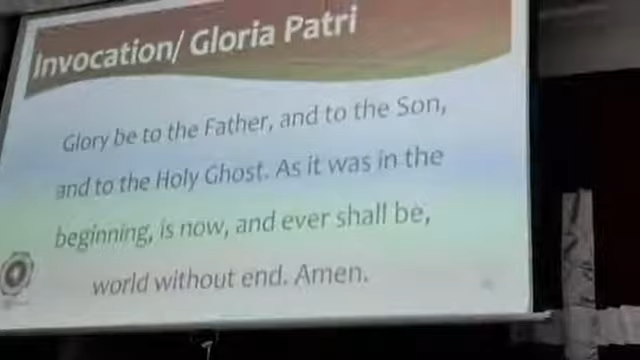 Invocation/ Gloria Patri
Glory be to the Father, and to the Son,
and to the Holy Ghost. As it was in the
beginning, is now, and ever shall be,
world without end. Amen.